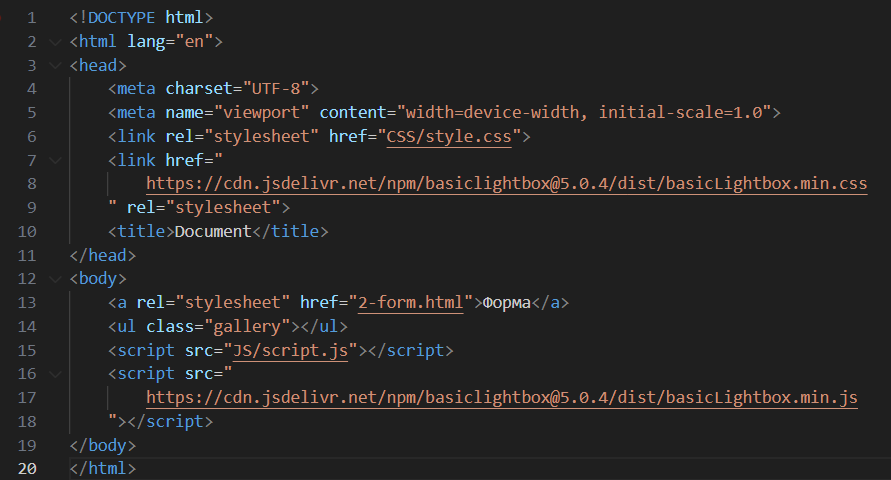 1 <!DOCTYPE html>
2 <html lang="en">
3 <head>
4     <meta charset="UTF-8">
5     <meta name="viewport" content="width=device-width, initial-scale=1.0">
6     <link rel="stylesheet" href="CSS/style.css">
7     <link href="
8         https://cdn.jsdelivr.net/npm/basiclightbox@5.0.4/dist/basicLightbox.min.css
9     " rel="stylesheet">
10     <title>Document</title>
11 </head>
12 <body>
13     <a rel="stylesheet" href="2-form.html">Форма</a>
14     <ul class="gallery"></ul>
15     <script src="JS/script.js"></script>
16     <script src="
17         https://cdn.jsdelivr.net/npm/basiclightbox@5.0.4/dist/basicLightbox.min.js
18     "></script>
19 </body>
20 </html>